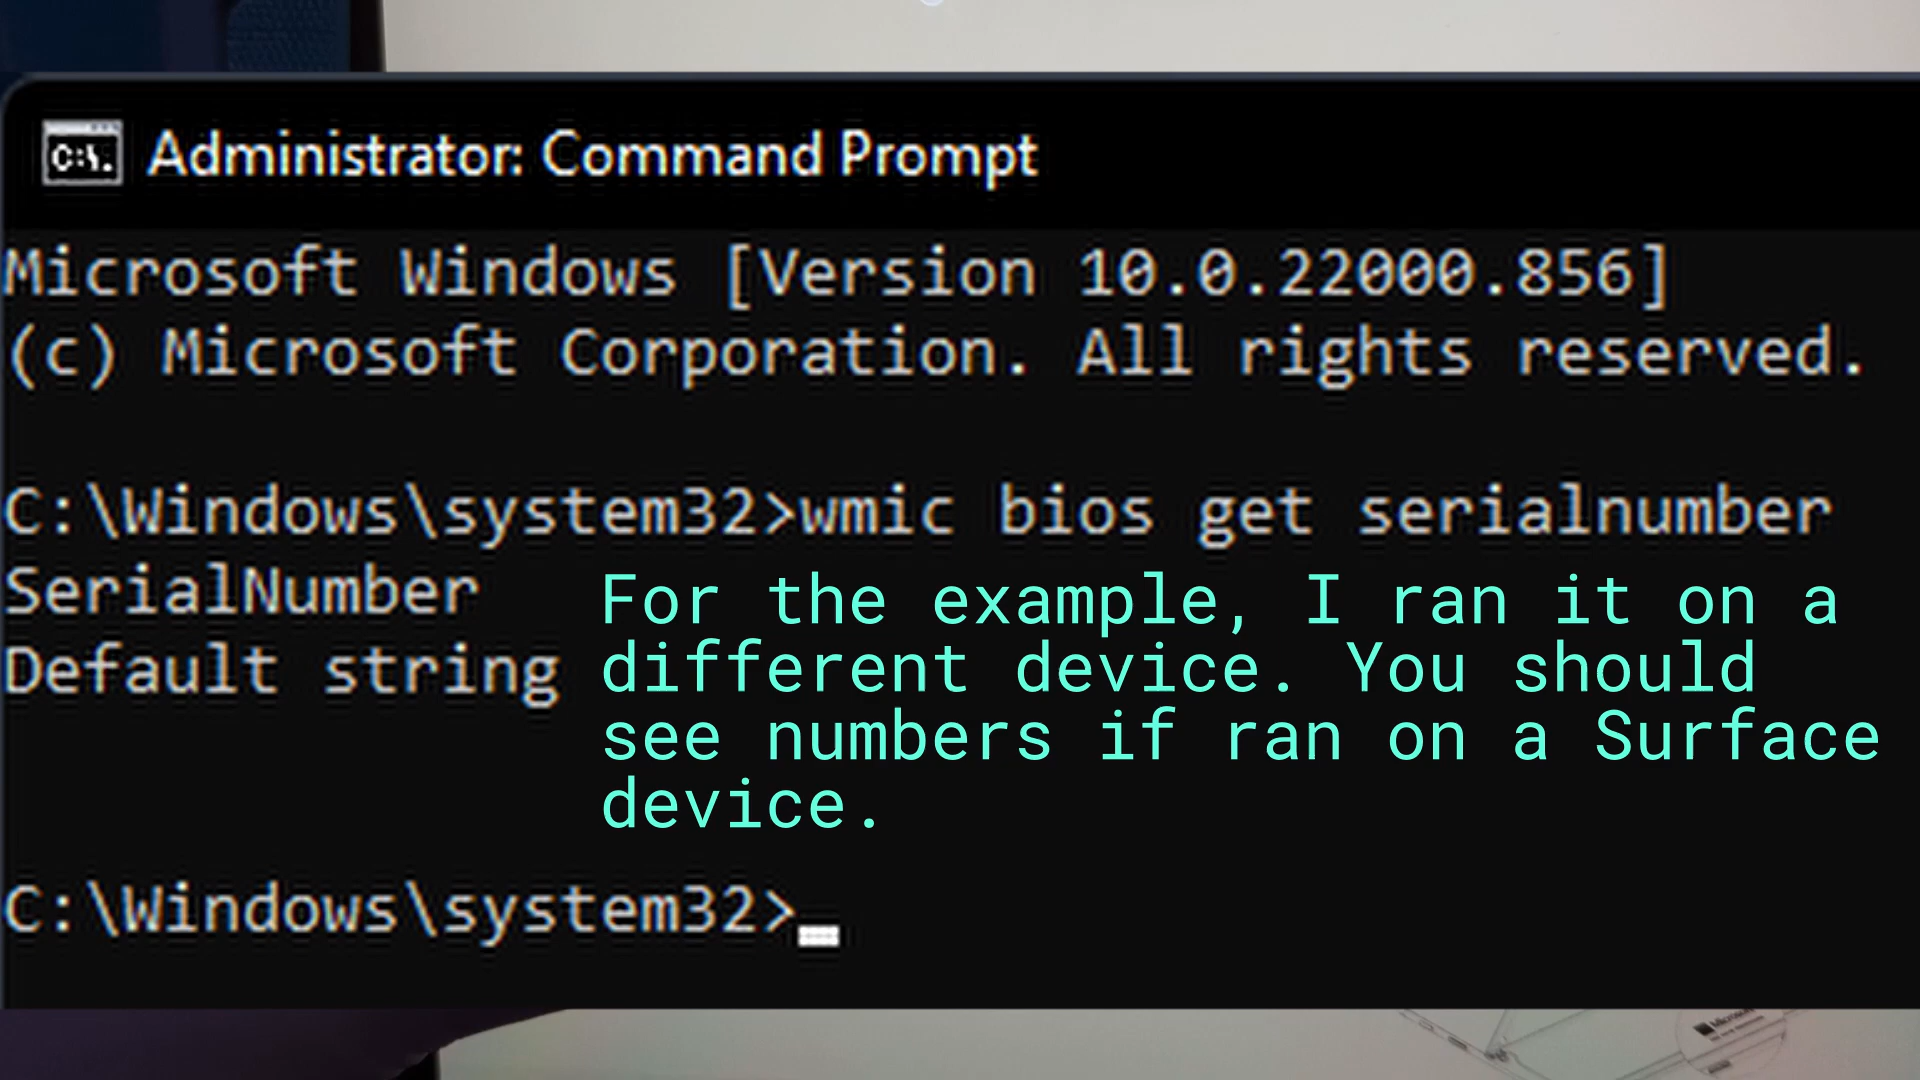 C:\.
Administrator: Command Prompt
Microsoft Windows [Version 10.0.22000.856]
(c) Microsoft Corporation. All rights reserved.
C:\Windows\system32>wmic bios get serialnumber
SerialNumber
Default string
For the example, I ran it on a
different device. You should
see numbers if ran on a Surface
device.
C:\Windows\system32>
Microsoft